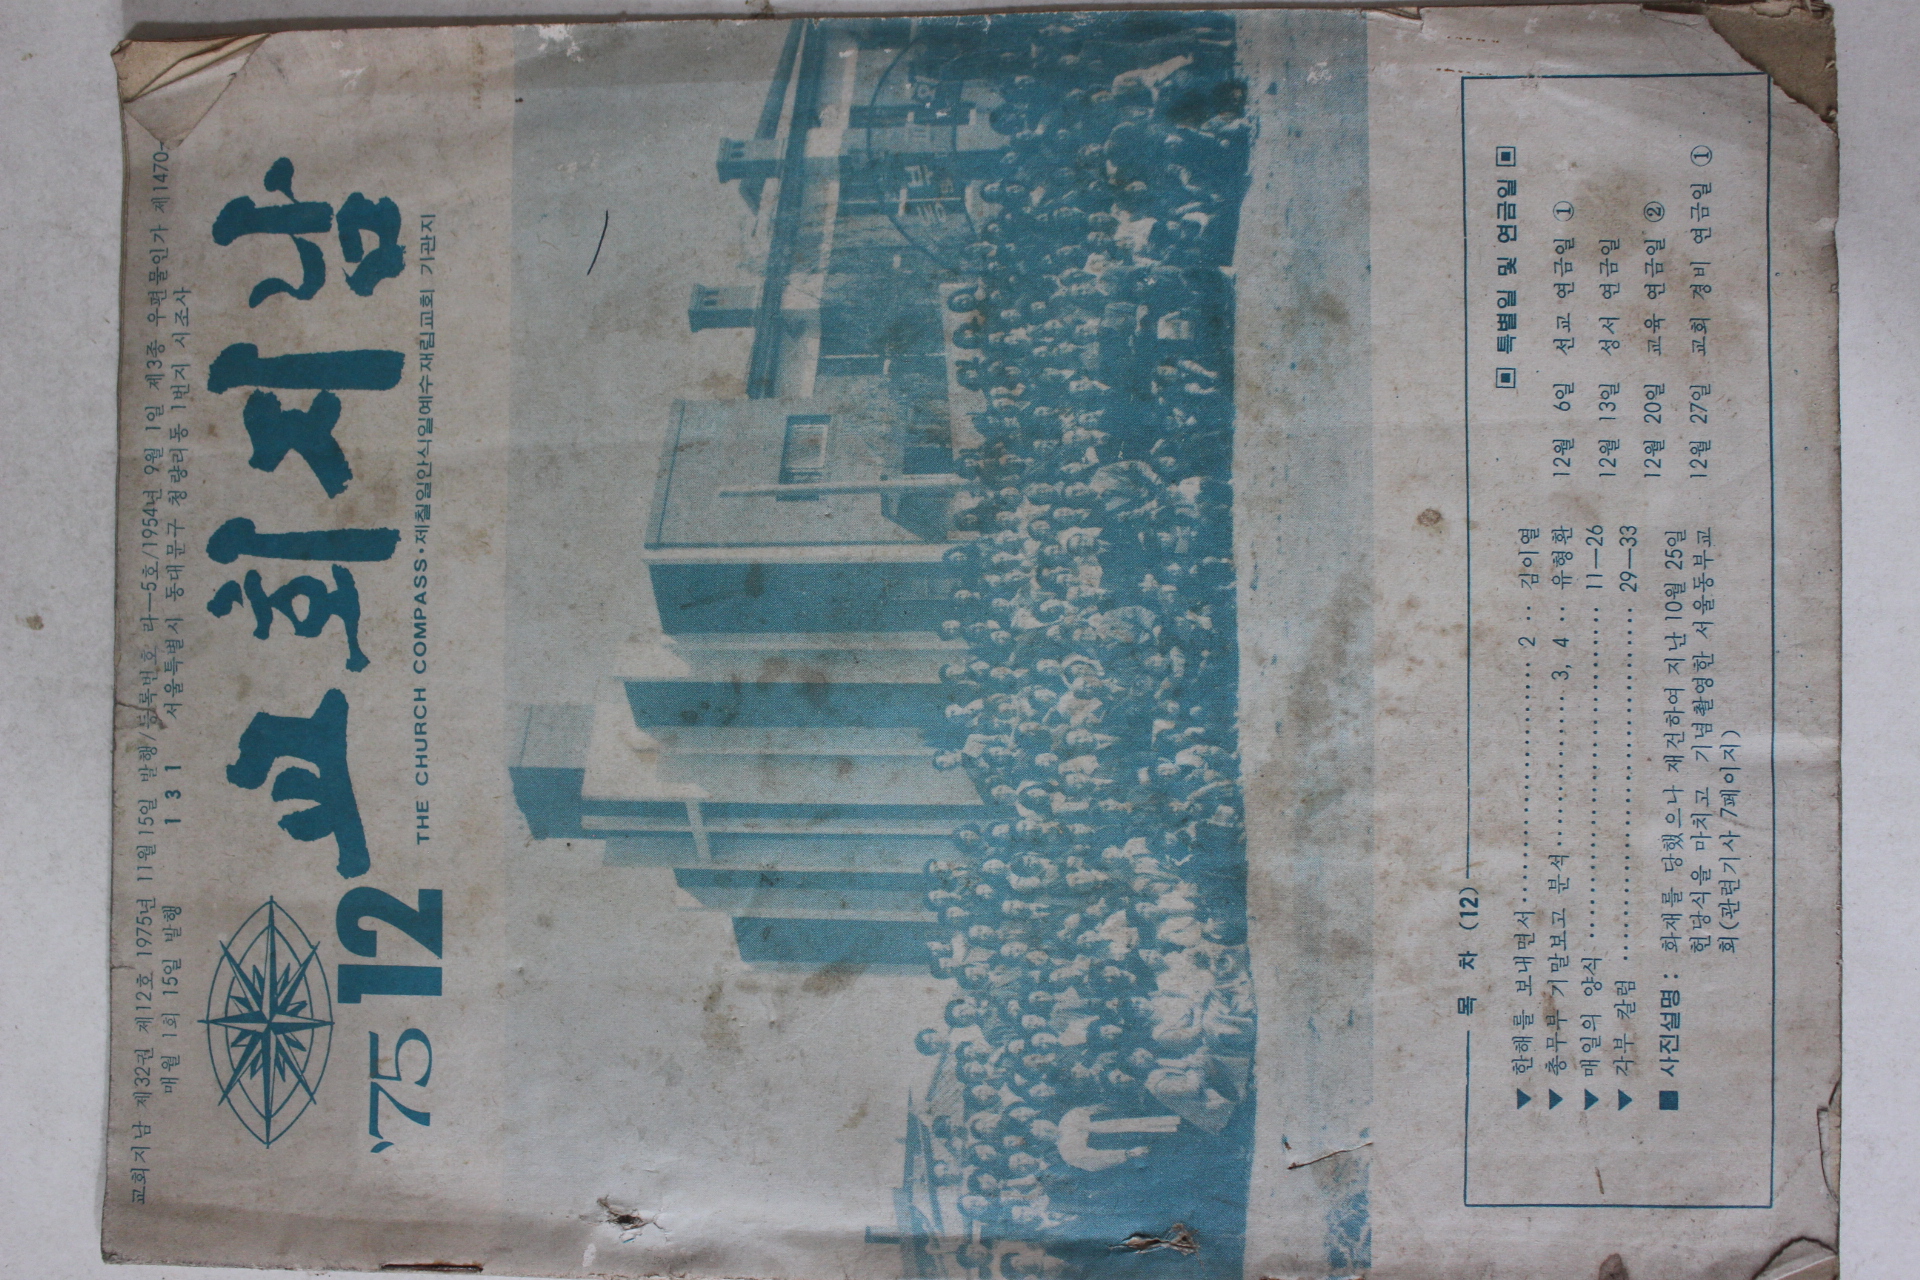 교회지남 제32권 제12호 1975년 11월 15일 발행/등록번호 라—5호/1954년 9월 1일 제3종 우편물인가 제1470-
매월 1회 15일 발행 131 서울특별시 동대문구 청량리동 1번지 시조사
교회지남
'75 12
THE CHURCH COMPASS•제칠일안식일예수재림교회 기관지
목 차 (12)
▼ 한해를 보내면서 2 김이열
▼ 총무부 기말보고 분석 3, 4 유형환
▼ 매일의 양식 11—26
▼ 각부 칼럼 29—33
■ 사진설명: 화재를 당했으나 재건하여 지난 10월 25일
헌당식을 마치고 기념촬영한 서울동부교
회(관련기사 7페이지)
▣ 특별일 및 연금일 ▣
12월 6일 선교 연금일 ①
12월 13일 성서 연금일
12월 20일 교육 연금일 ②
12월 27일 교회 경비 연금일 ①